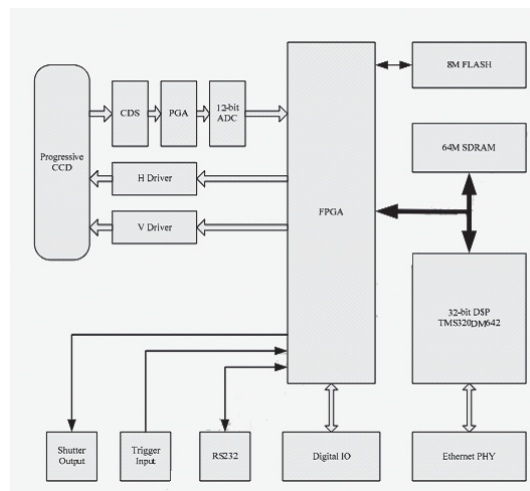 8M FLASH
CDS
PGA
12-bit
ADC
64M SDRAM
Progressive
CCD
H Driver
FPGA
V Driver
32-bit DSP
TMS320DM642
Shutter
Output
Trigger
Input
RS232
Digital IO
Ethernet PHY